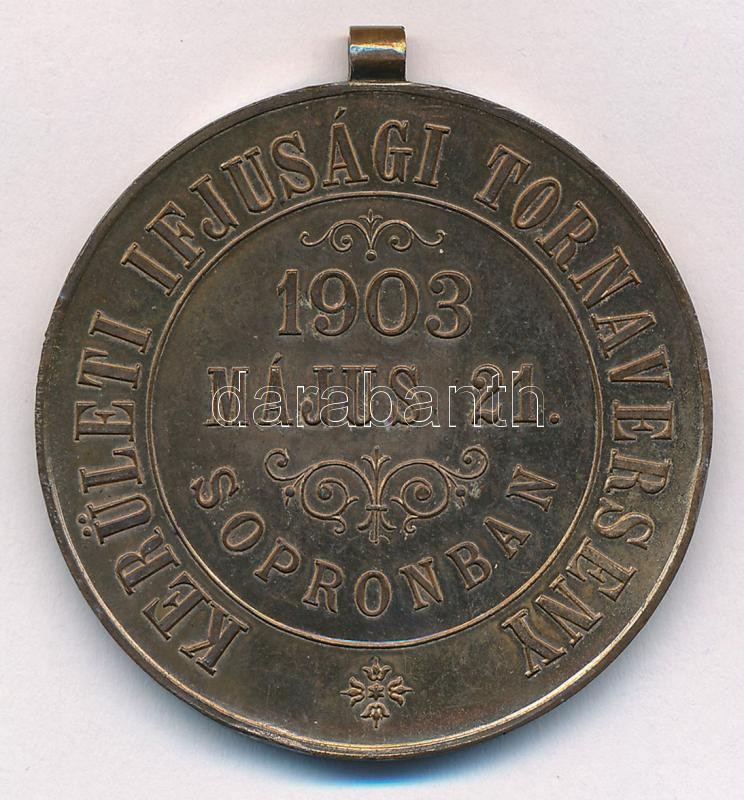 KERÜLETI IFJUSÁGI TORNAVERSENY
1903
MÁJUS 21.
SOPRONBAN
darabanth